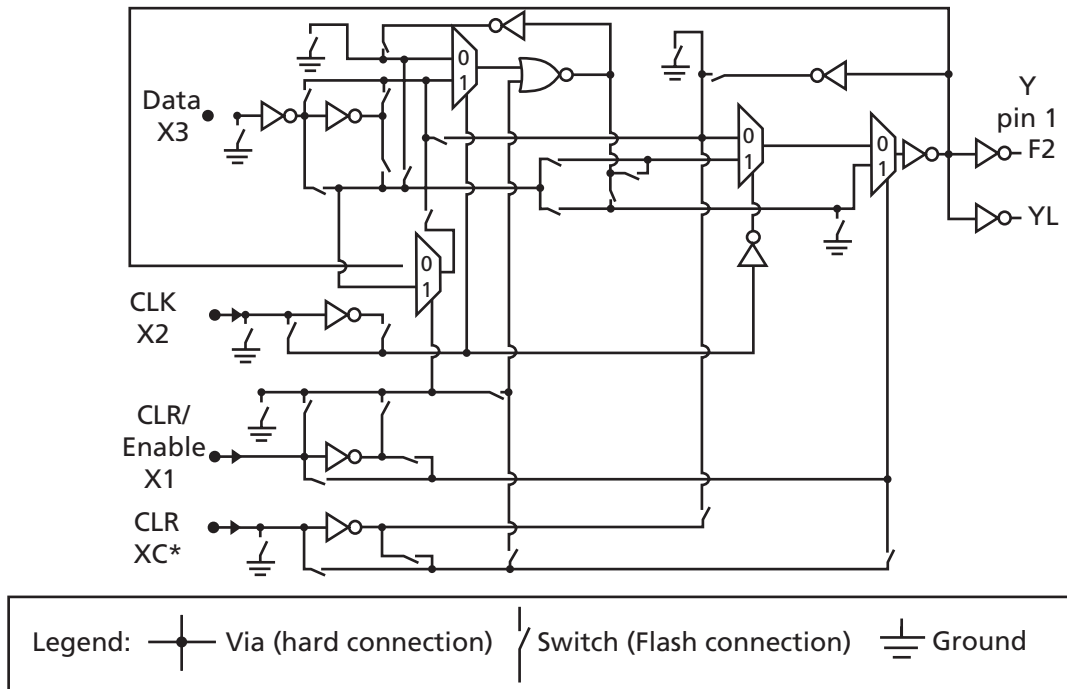 0
1
Data
X3
0
1
0
1
Y
pin 1
F2
YL
0
1
CLK
X2
CLR/
Enable
X1
CLR
XC*
Legend: Via (hard connection) Switch (Flash connection) Ground